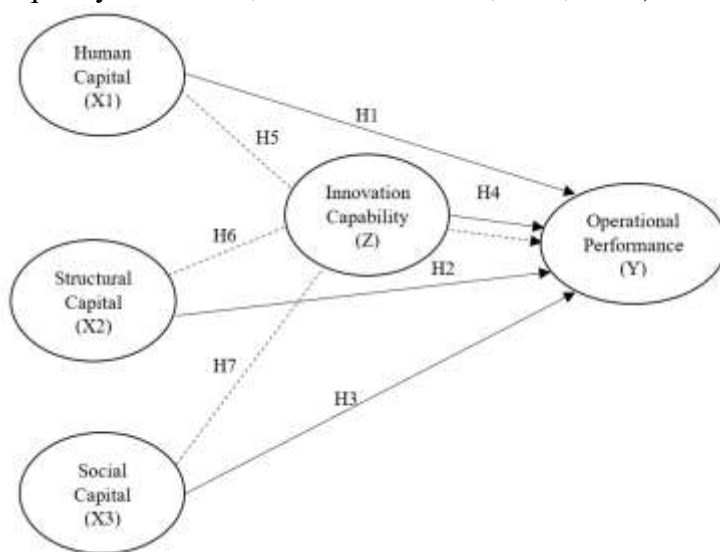 Human
Capital
(X1)
H1
H5
Innovation
Capability
(Z)
H4
Operational
Performance
(Y)
H6
Structural
Capital
(X2)
H2
H7
H3
Social
Capital
(X3)